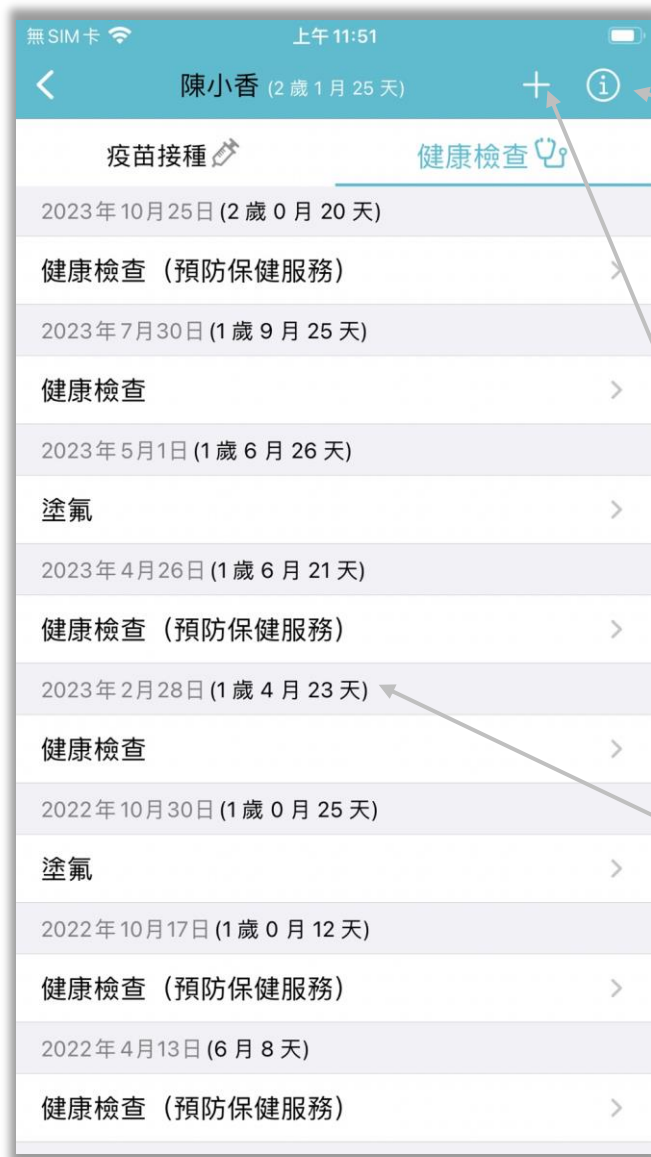 無SIM卡 上午11:51
陳小香 (2 歲 1 月 25 天)
疫苗接種 健康檢查
2023年10月25日 (2 歲 0 月 20 天)
健康檢查（預防保健服務）
2023年7月30日 (1 歲 9 月 25 天)
健康檢查
2023年5月1日 (1 歲 6 月 26 天)
塗氟
2023年4月26日 (1 歲 6 月 21 天)
健康檢查（預防保健服務）
2023年2月28日 (1 歲 4 月 23 天)
健康檢查
2022年10月30日 (1 歲 0 月 25 天)
塗氟
2022年10月17日 (1 歲 0 月 12 天)
健康檢查（預防保健服務）
2022年4月13日 (6 月 8 天)
健康檢查（預防保健服務）